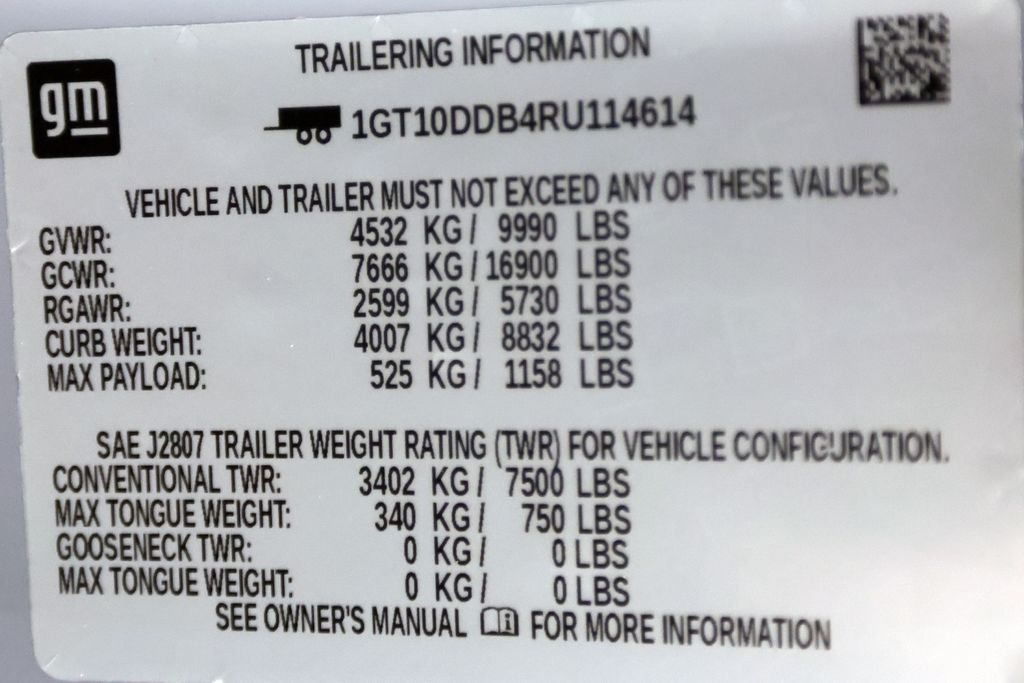 gm
TRAILERING INFORMATION
1GT10DDB4RU114614
VEHICLE AND TRAILER MUST NOT EXCEED ANY OF THESE VALUES.
GVWR: 4532 KG / 9990 LBS
GCWR: 7666 KG / 16900 LBS
RGAWR: 2599 KG / 5730 LBS
CURB WEIGHT: 4007 KG / 8832 LBS
MAX PAYLOAD: 525 KG / 1158 LBS
SAE J2807 TRAILER WEIGHT RATING (TWR) FOR VEHICLE CONFIGURATION.
CONVENTIONAL TWR: 3402 KG / 7500 LBS
MAX TONGUE WEIGHT: 340 KG / 750 LBS
GOOSENECK TWR: 0 KG / 0 LBS
MAX TONGUE WEIGHT: 0 KG / 0 LBS
SEE OWNER'S MANUAL FOR MORE INFORMATION